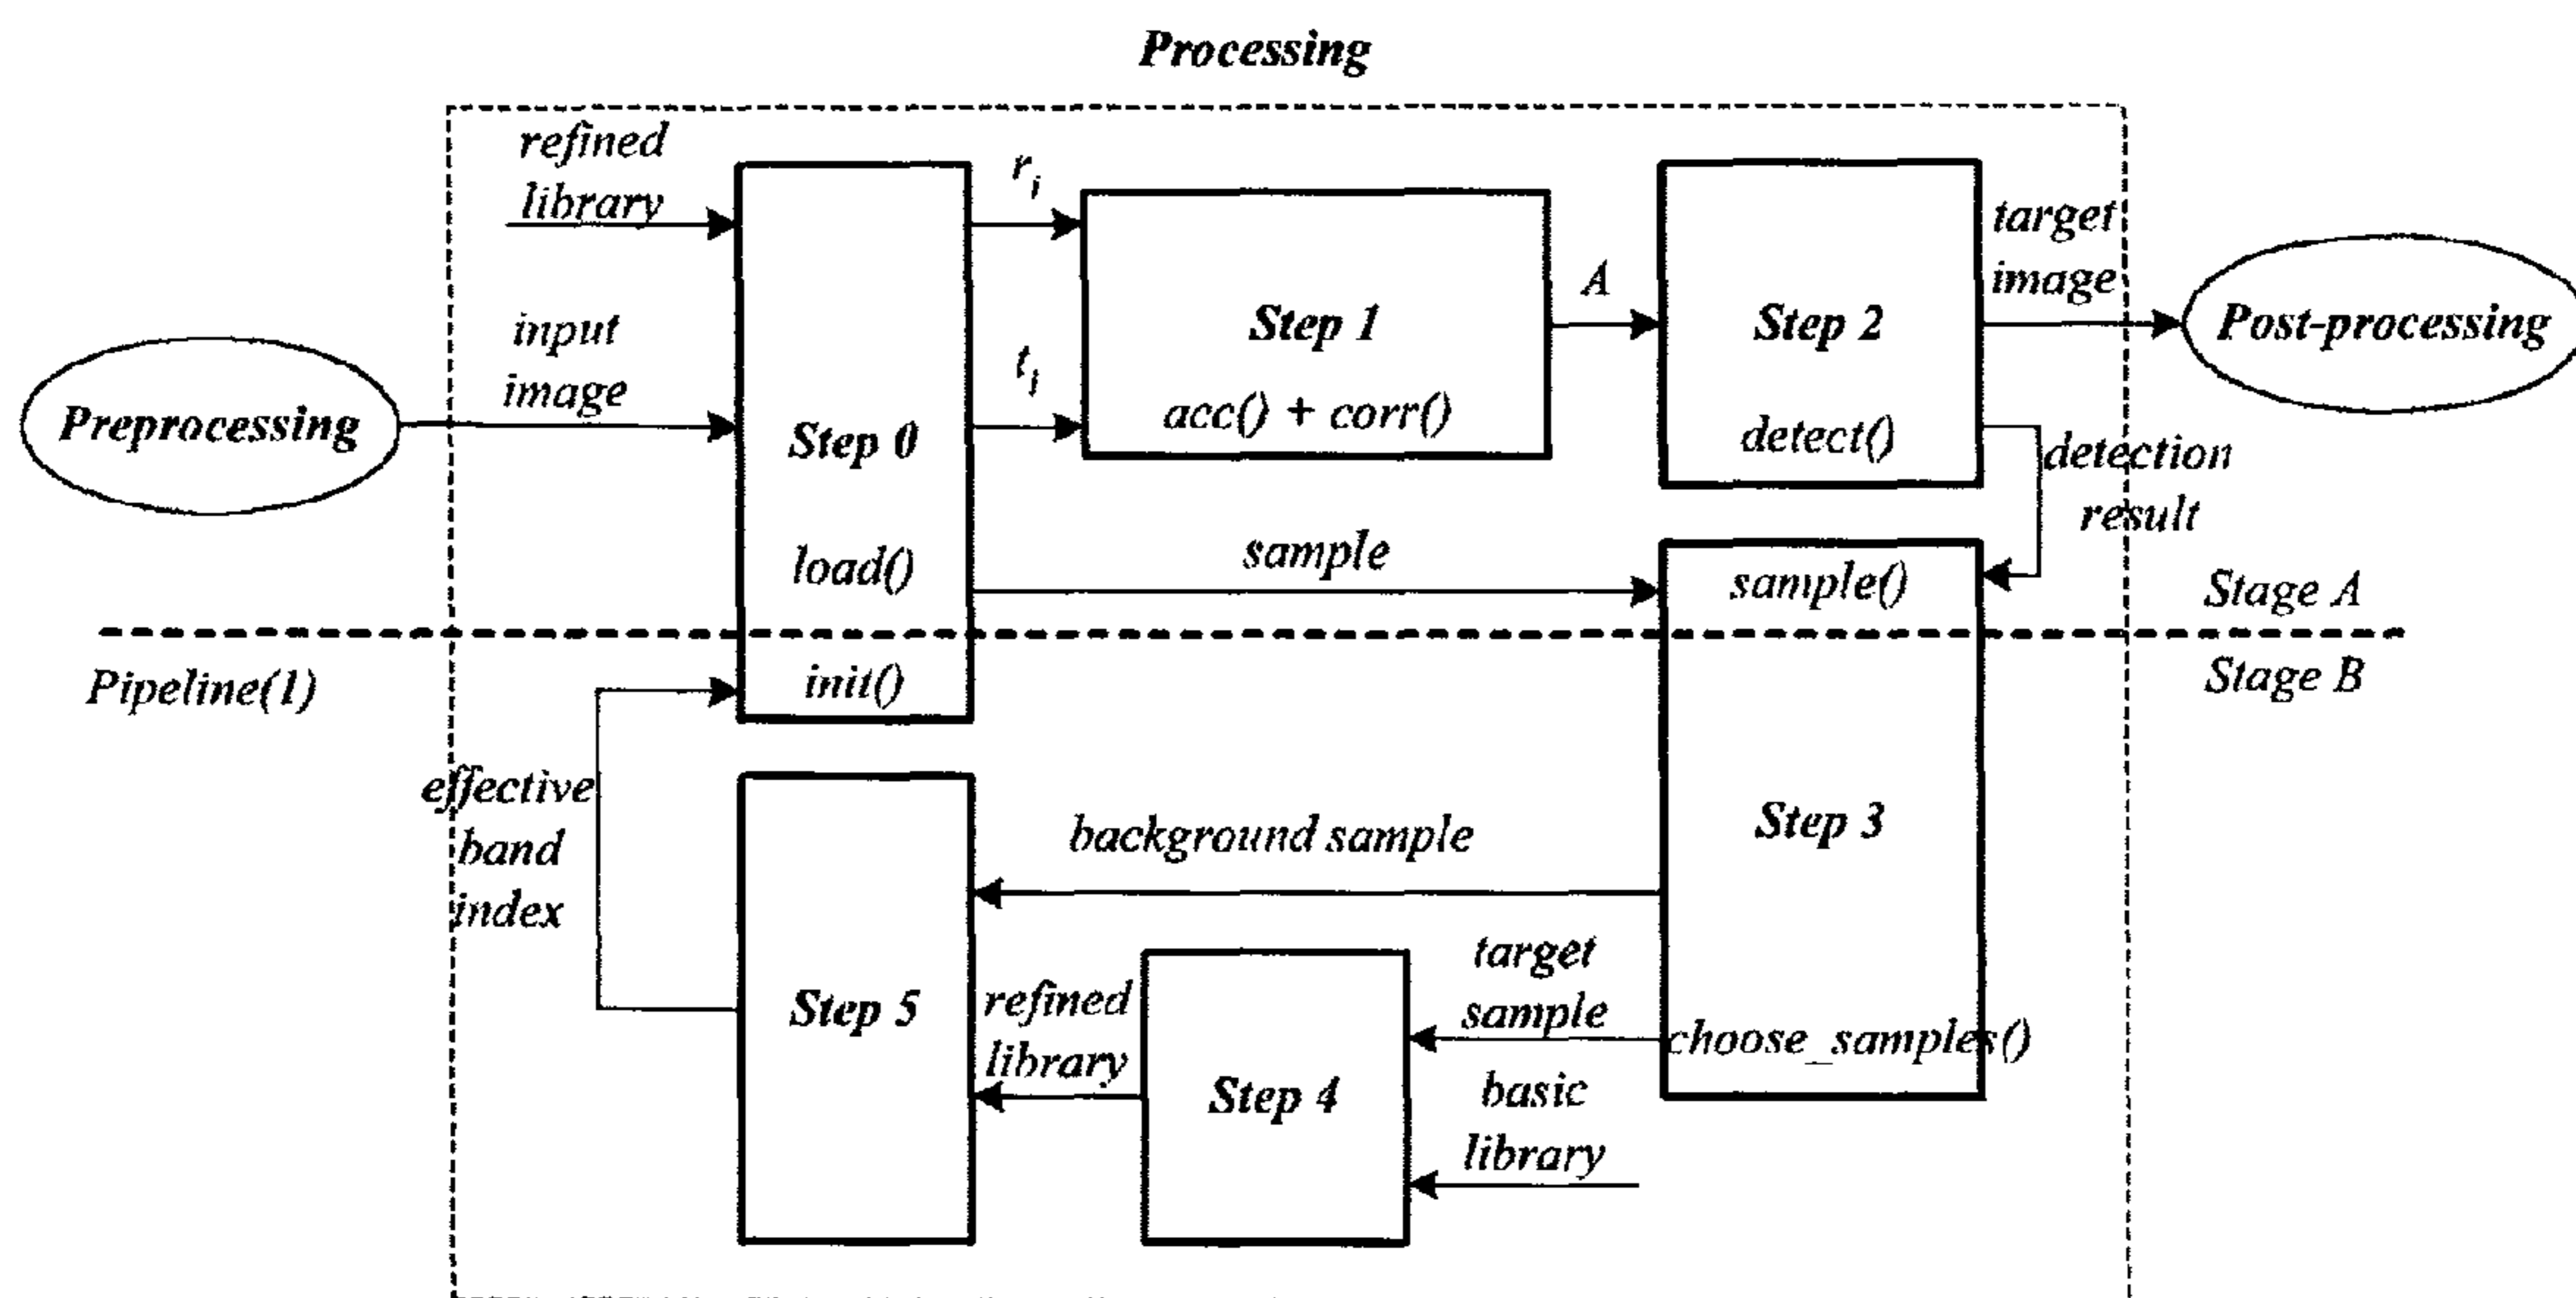 Processing
refined
library
input
image
Preprocessing
Step 0
load()
init()
r_i
t_j
Step 1
acc() + corr()
A
Step 2
detect()
target
image
Post-processing
detection
result
sample
sample()
Stage A
Pipeline(1)
Stage B
effective
band
index
Step 5
background sample
Step 3
refined
library
Step 4
target
sample
choose_samples()
basic
library